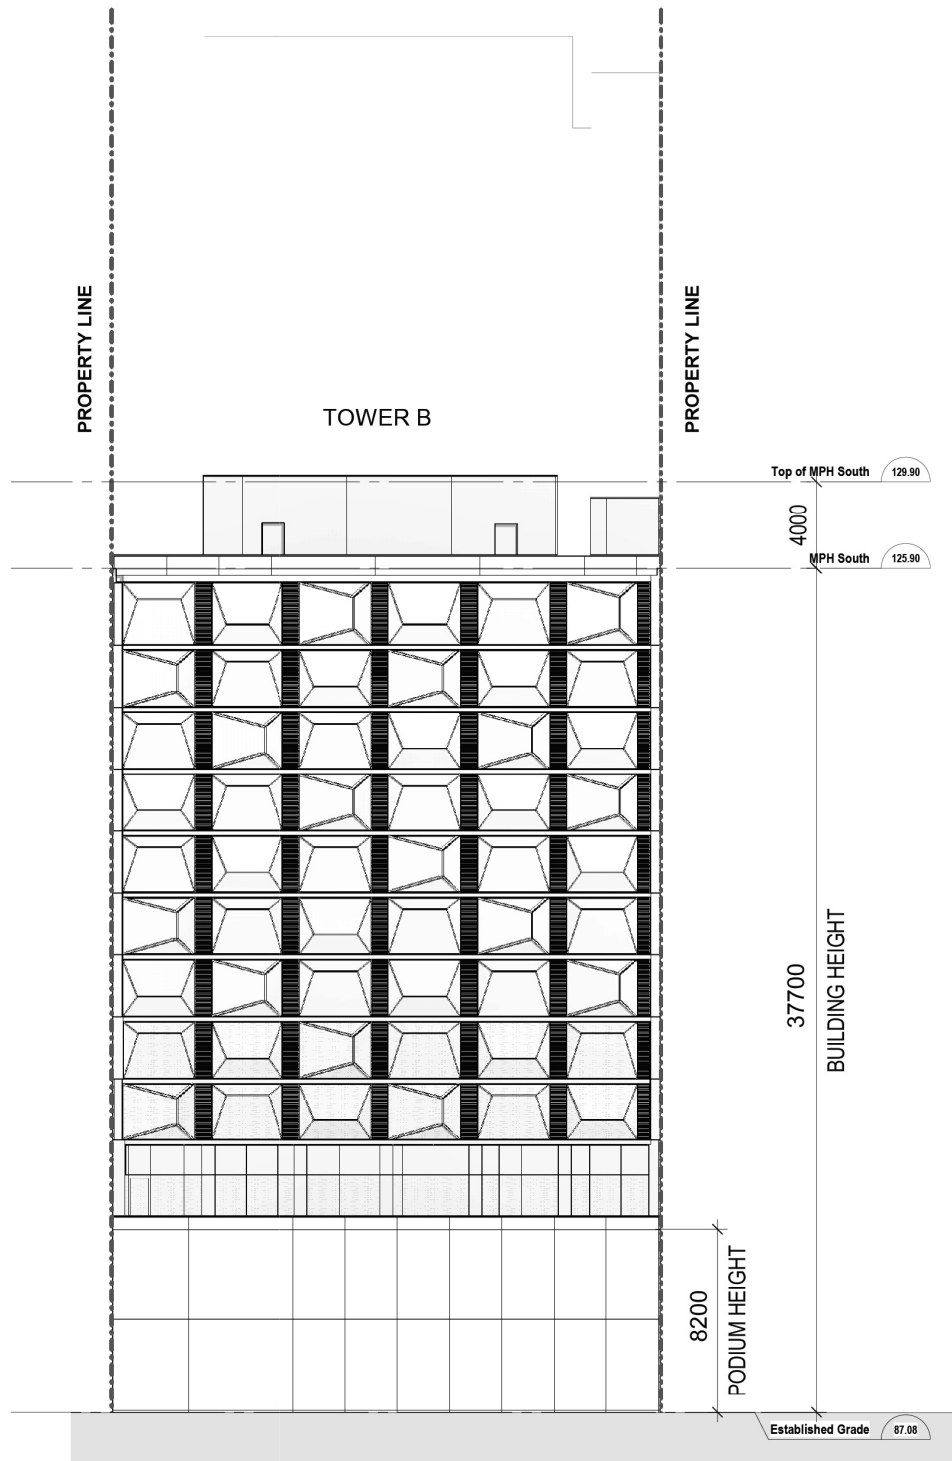 PROPERTY LINE
PROPERTY LINE
TOWER B
Top of MPH South 129.90
4000
MPH South 125.90
37700
BUILDING HEIGHT
8200
PODIUM HEIGHT
Established Grade 87.08